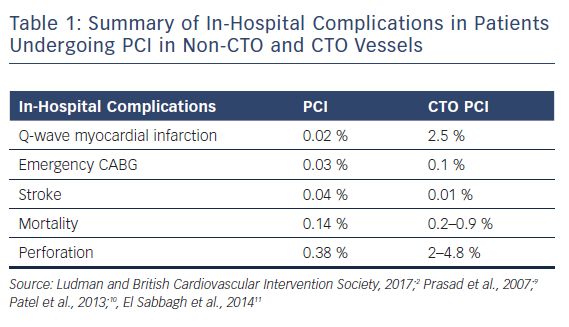 Table 1: Summary of In-Hospital Complications in Patients
Undergoing PCI in Non-CTO and CTO Vessels
In-Hospital Complications PCI CTO PCI
Q-wave myocardial infarction 0.02 % 2.5 %
Emergency CABG 0.03 % 0.1 %
Stroke 0.04 % 0.01 %
Mortality 0.14 % 0.2–0.9 %
Perforation 0.38 % 2–4.8 %
Source: Ludman and British Cardiovascular Intervention Society, 2017;² Prasad et al., 2007;⁹
Patel et al., 2013;¹⁰, El Sabbagh et al., 2014¹¹